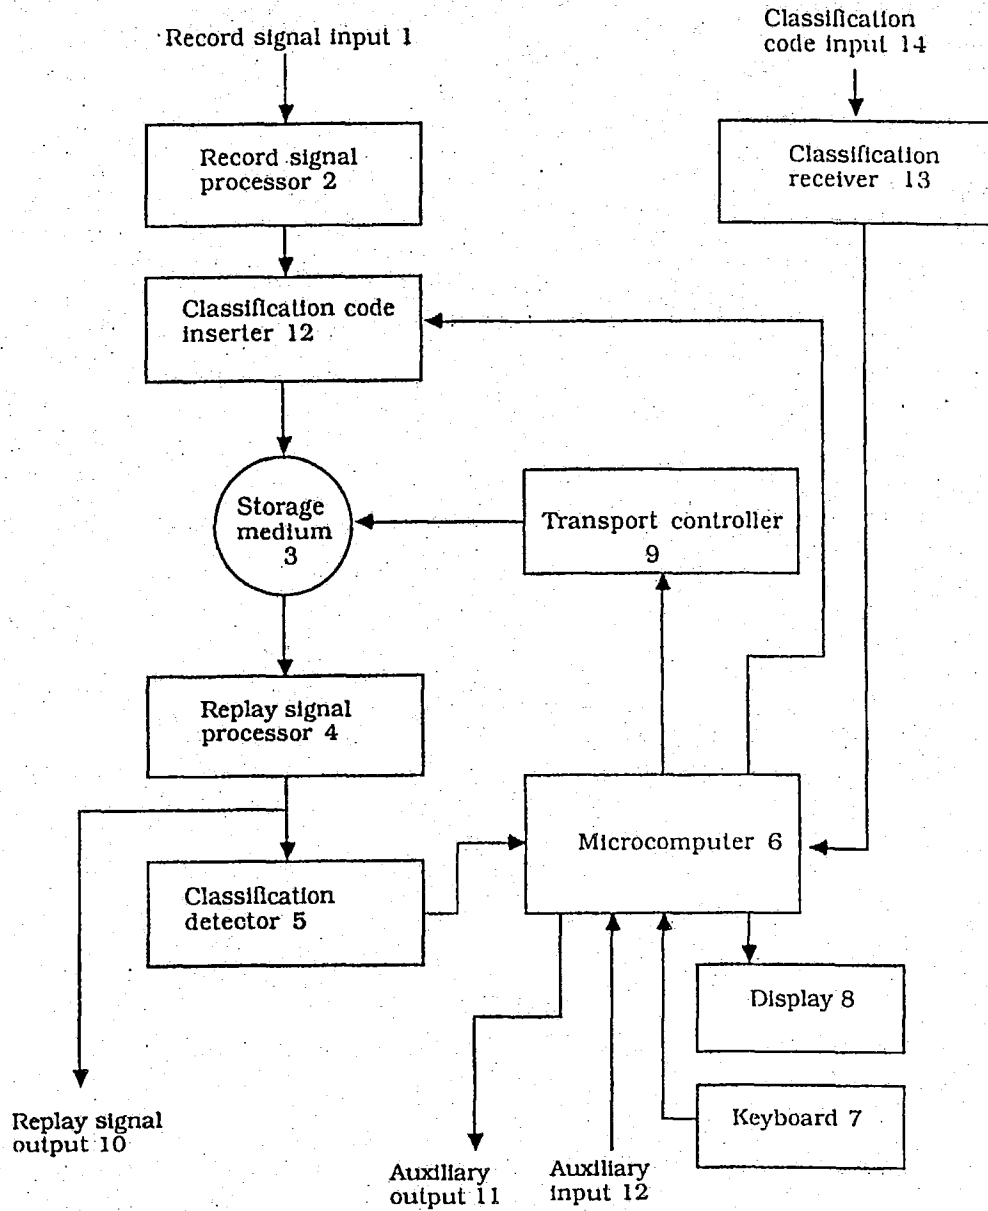 Record signal input 1
Classification
code input 14
Record signal
processor 2
Classification
receiver 13
Classification code
inserter 12
Storage
medium
3
Transport controller
9
Replay signal
processor 4
Microcomputer 6
Classification
detector 5
Display 8
Keyboard 7
Replay signal
output 10
Auxiliary
output 11
Auxiliary
input 12